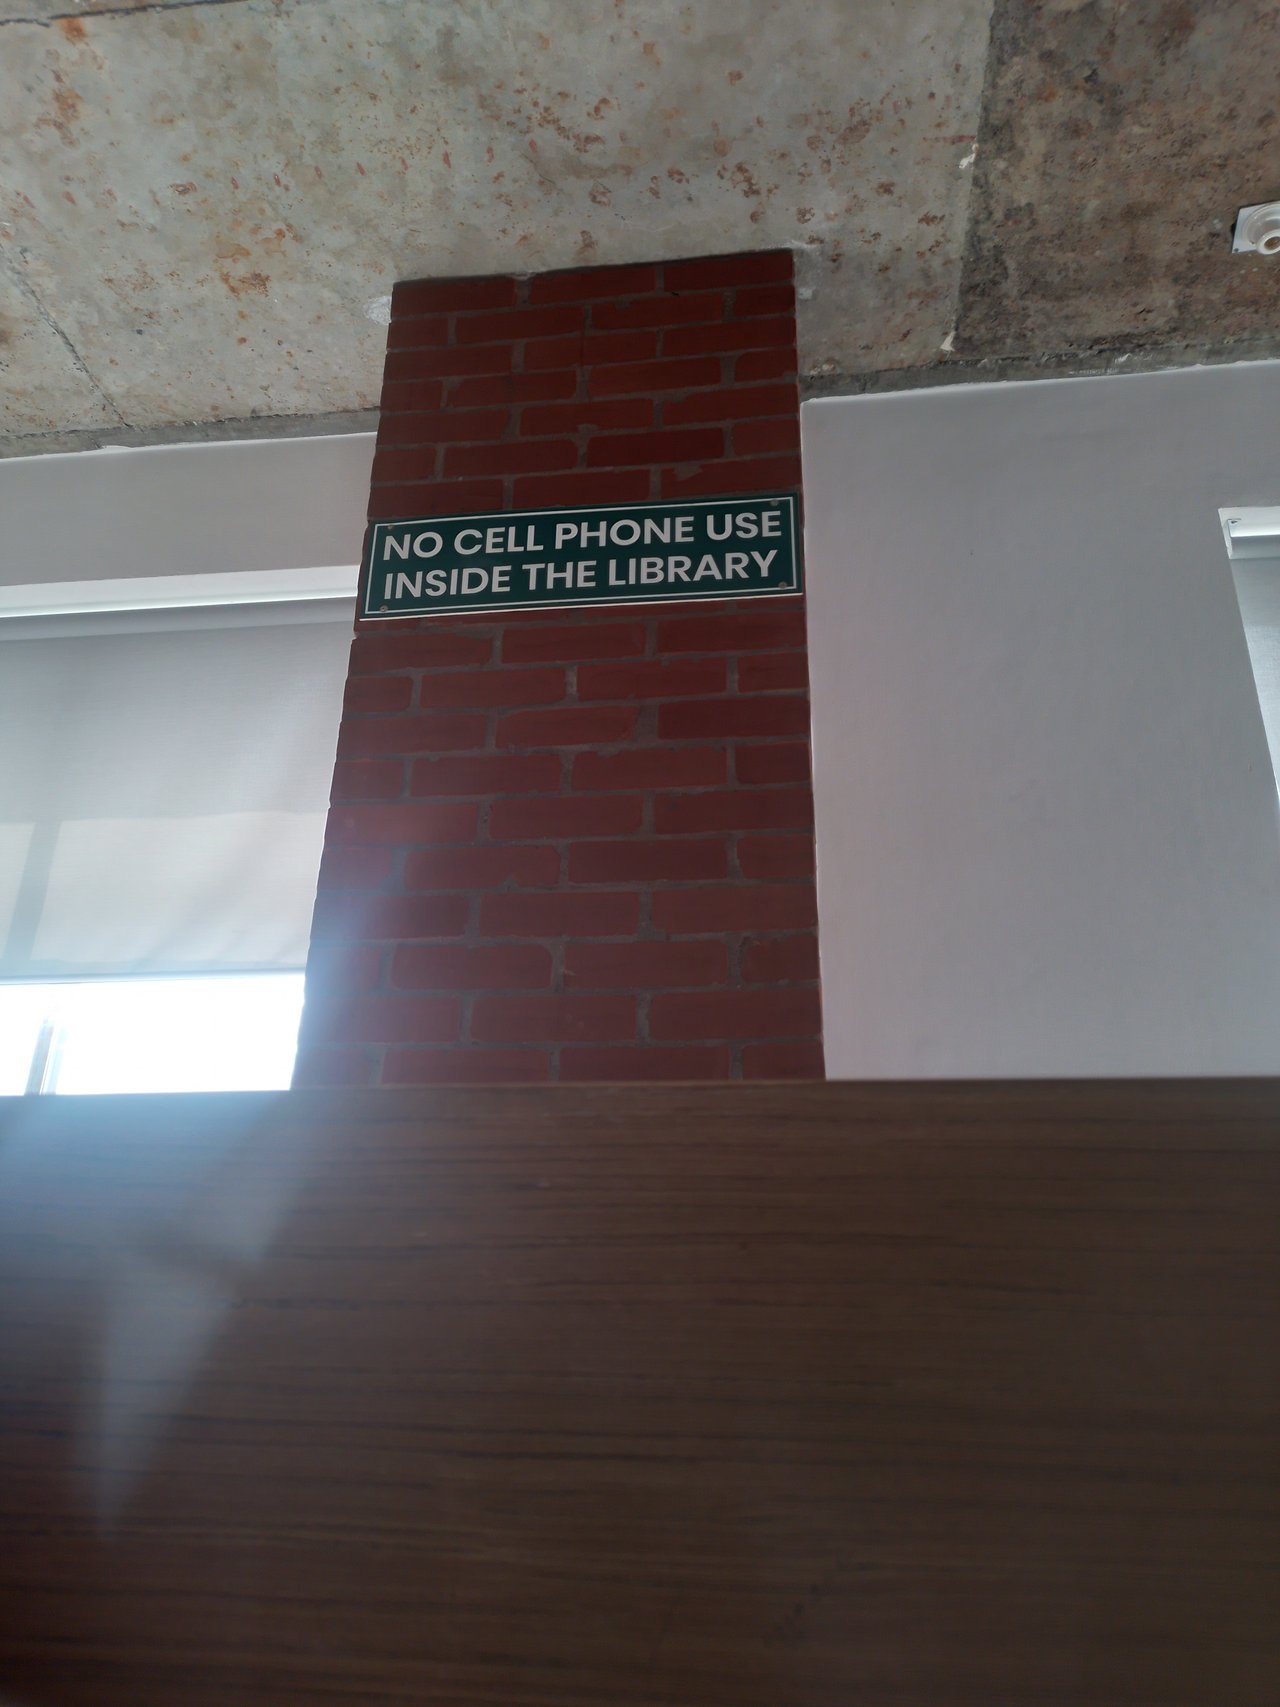 NO CELL PHONE USE
INSIDE THE LIBRARY